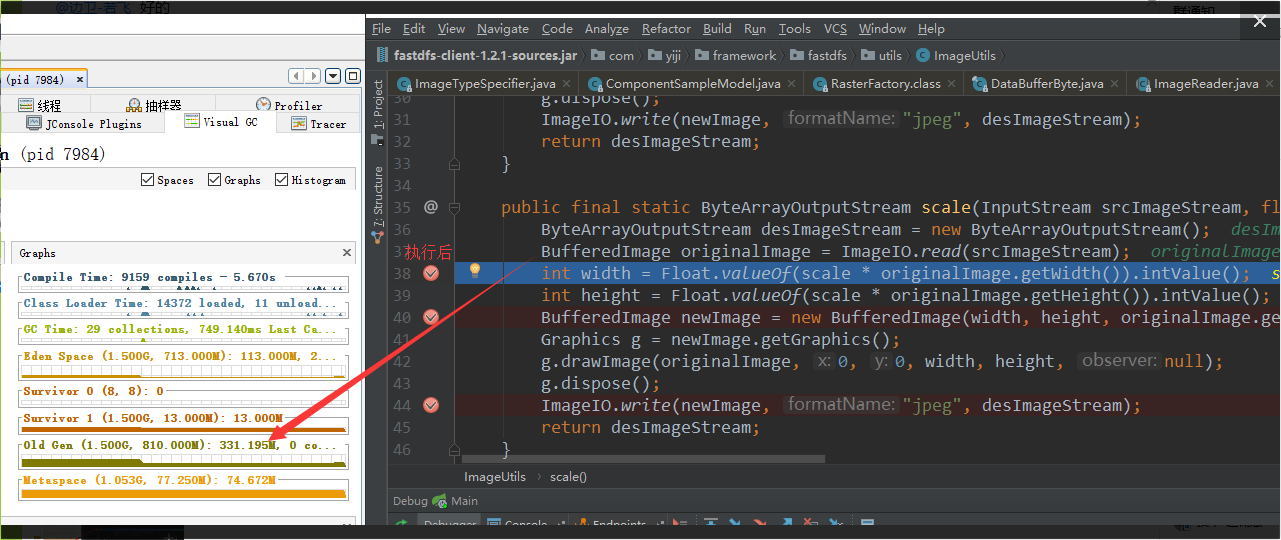 @边卫-若飞 好的
File Edit View Navigate Code Analyze Refactor Build Run Tools VCS Window Help
fastdfs-client-1.2.1-sources.jar com yiji framework fastdfs utils ImageUtils
ImageTypeSpecifier.java ComponentSampleModel.java RasterFactory.class DataBufferByte.java ImageReader.java
(pid 7984)
线程 抽样器 Profiler
JConsole Plugins Visual GC Tracer
n (pid 7984)
Spaces Graphs Histogram
Graphs
Compile Time: 9159 compiles - 5.670s
Class Loader Time: 14372 loaded, 11 unload...
GC Time: 29 collections, 749.140ms Last Ca...
Eden Space (1.500G, 713.000M): 113.000M, 2...
Survivor 0 (8, 8): 0
Survivor 1 (1.500G, 13.000M): 13.000M
Old Gen (1.500G, 810.000M): 331.195M, 0 co...
Metaspace (1.053G, 77.250M): 74.672M
1: Project
7: Structure
30 g.dispose();
31 ImageIO.write(newImage, formatName: "jpeg", desImageStream);
32 return desImageStream;
33 }
34
35 @ public final static ByteArrayOutputStream scale(InputStream srcImageStream, fl
36 ByteArrayOutputStream desImageStream = new ByteArrayOutputStream(); desIm
执行后 BufferedImage originalImage = ImageIO.read(srcImageStream); originalImage
38 int width = Float.valueOf(scale * originalImage.getWidth()).intValue(); s
39 int height = Float.valueOf(scale * originalImage.getHeight()).intValue();
40 BufferedImage newImage = new BufferedImage(width, height, originalImage.ge
41 Graphics g = newImage.getGraphics();
42 g.drawImage(originalImage, x: 0, y: 0, width, height, observer: null);
43 g.dispose();
44 ImageIO.write(newImage, formatName: "jpeg", desImageStream);
45 return desImageStream;
46 }
ImageUtils scale()
Debug Main
Debugger Console Endpoints